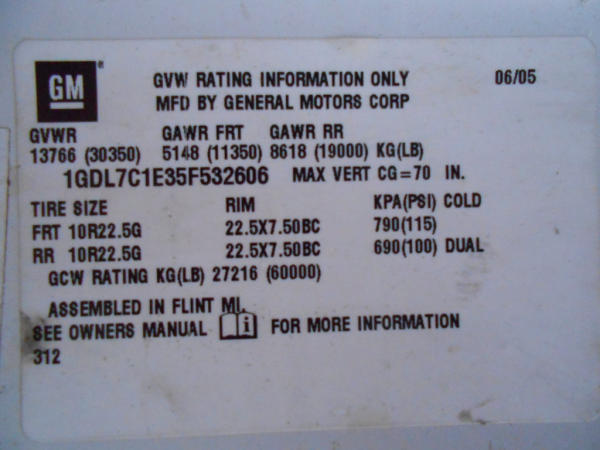 GM ®
GVW RATING INFORMATION ONLY 06/05
MFD BY GENERAL MOTORS CORP
GVWR GAWR FRT GAWR RR
13766 (30350) 5148 (11350) 8618 (19000) KG(LB)
1GDL7C1E35F532606 MAX VERT CG=70 IN.
TIRE SIZE RIM KPA(PSI) COLD
FRT 10R22.5G 22.5X7.50BC 790(115)
RR 10R22.5G 22.5X7.50BC 690(100) DUAL
GCW RATING KG(LB) 27216 (60000)
ASSEMBLED IN FLINT MI.
SEE OWNERS MANUAL i FOR MORE INFORMATION
312